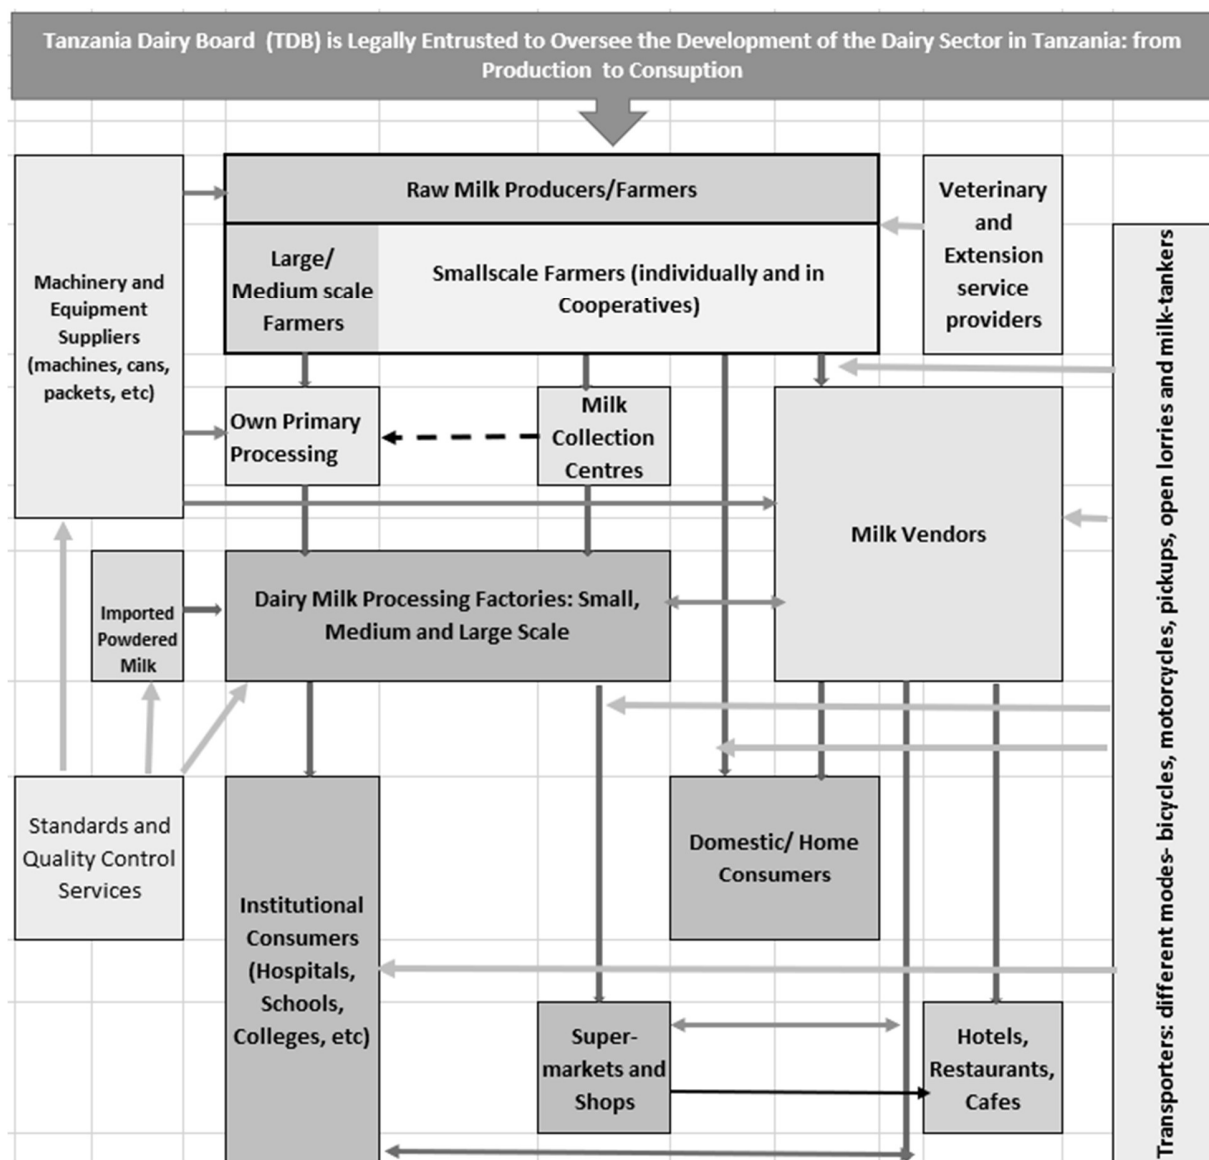 Tanzania Dairy Board (TDB) is Legally Entrusted to Oversee the Development of the Dairy Sector in Tanzania: from
Production to Consuption
Raw Milk Producers/Farmers
Veterinary
and
Extension
service
providers
Large/
Medium scale
Farmers
Smallscale Farmers (individually and in
Cooperatives)
Machinery and
Equipment
Suppliers
(machines, cans,
packets, etc)
Own Primary
Processing
Milk
Collection
Centres
Milk Vendors
Imported
Powdered
Milk
Dairy Milk Processing Factories: Small,
Medium and Large Scale
Standards and
Quality Control
Services
Domestic/ Home
Consumers
Institutional
Consumers
(Hospitals,
Schools,
Colleges, etc)
Super-
markets and
Shops
Hotels,
Restaurants,
Cafes
Transporters: different modes- bicycles, motorcycles, pickups, open lorries and milk-tankers